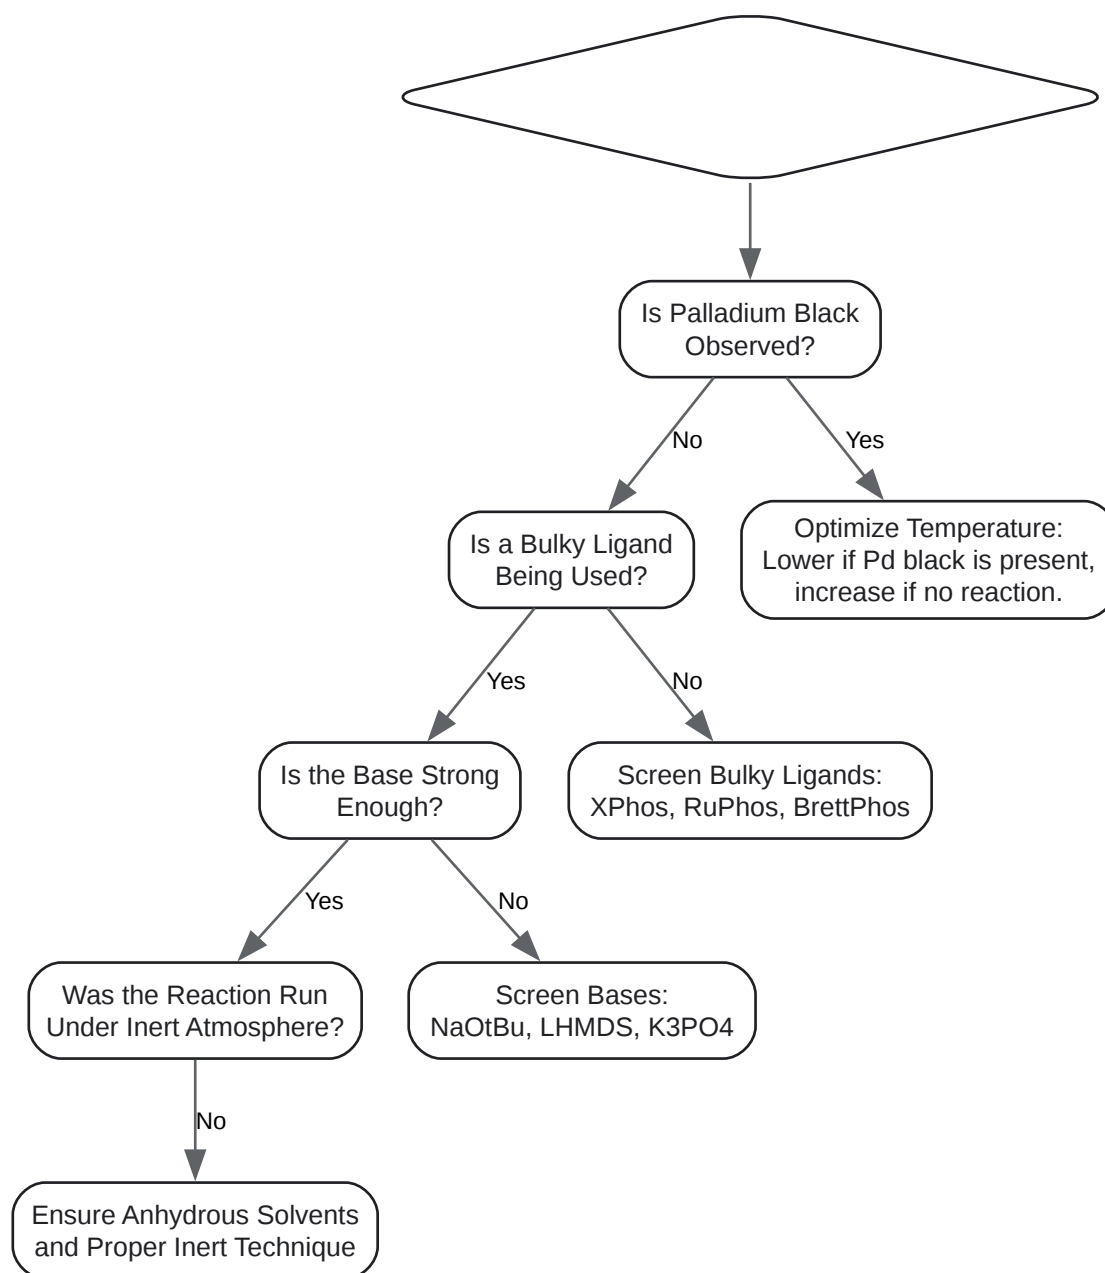 Is Palladium Black
Observed?
No
Yes
Is a Bulky Ligand
Being Used?
Optimize Temperature:
Lower if Pd black is present,
increase if no reaction.
Yes
No
Is the Base Strong
Enough?
Screen Bulky Ligands:
XPhos, RuPhos, BrettPhos
Yes
No
Was the Reaction Run
Under Inert Atmosphere?
Screen Bases:
NaOtBu, LHMDS, K3PO4
No
Ensure Anhydrous Solvents
and Proper Inert Technique